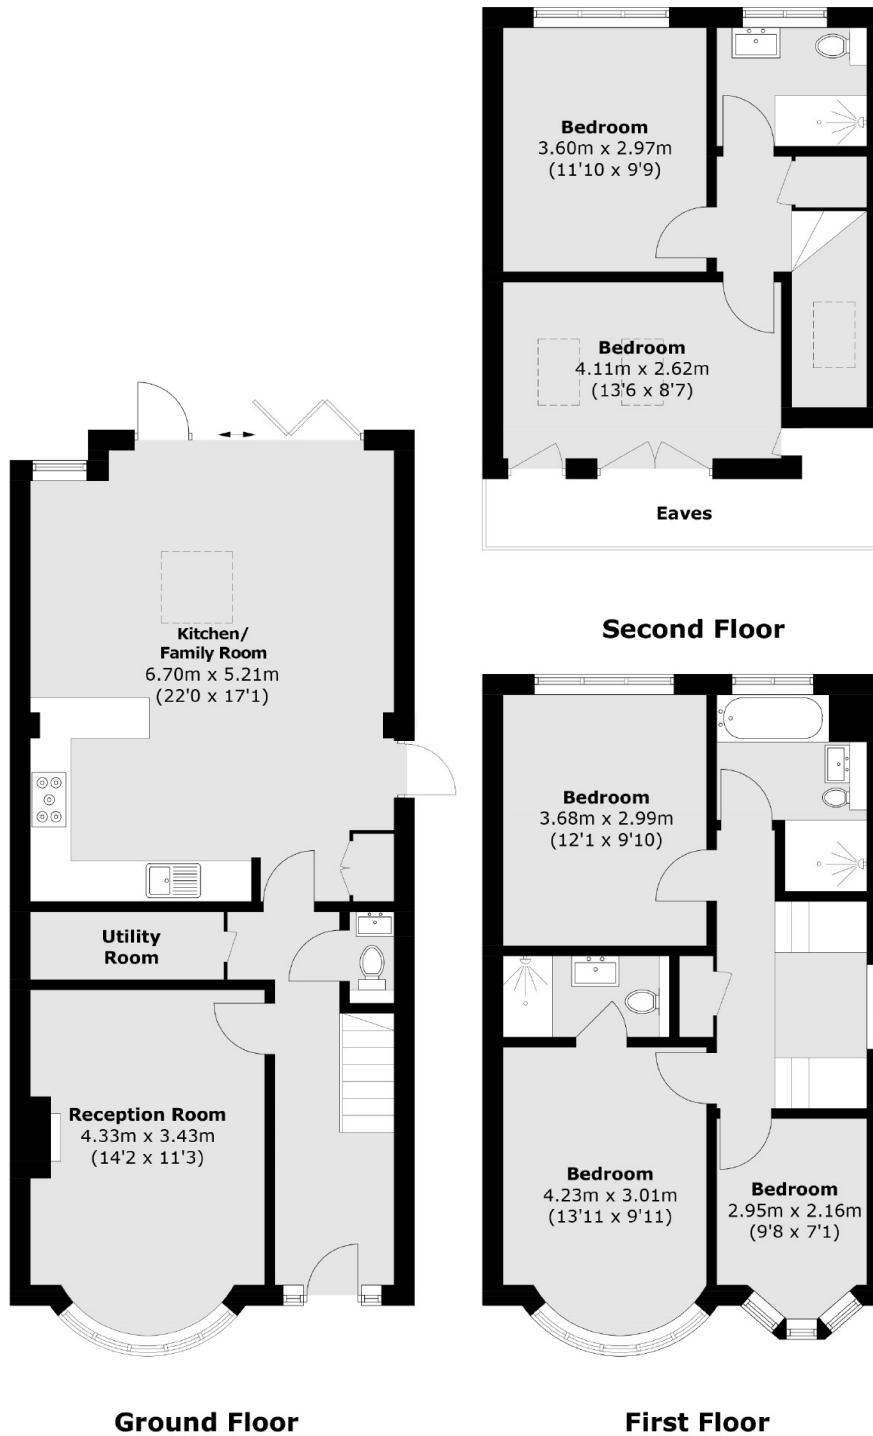 Bedroom
3.60m x 2.97m
(11'10 x 9'9)
Bedroom
4.11m x 2.62m
(13'6 x 8'7)
Eaves
Second Floor
Kitchen/
Family Room
6.70m x 5.21m
(22'0 x 17'1)
Utility
Room
Reception Room
4.33m x 3.43m
(14'2 x 11'3)
Ground Floor
Bedroom
3.68m x 2.99m
(12'1 x 9'10)
Bedroom
4.23m x 3.01m
(13'11 x 9'11)
Bedroom
2.95m x 2.16m
(9'8 x 7'1)
First Floor